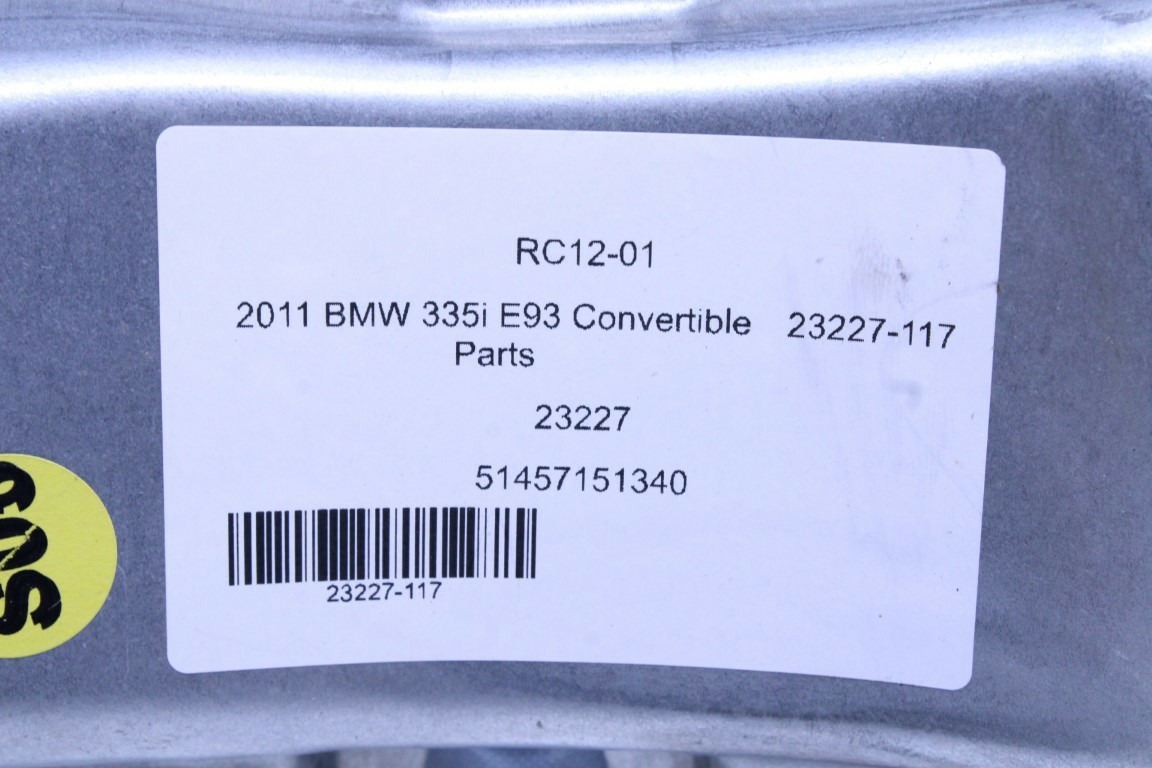 RC12-01
2011 BMW 335i E93 Convertible 23227-117
Parts
23227
51457151340
23227-117